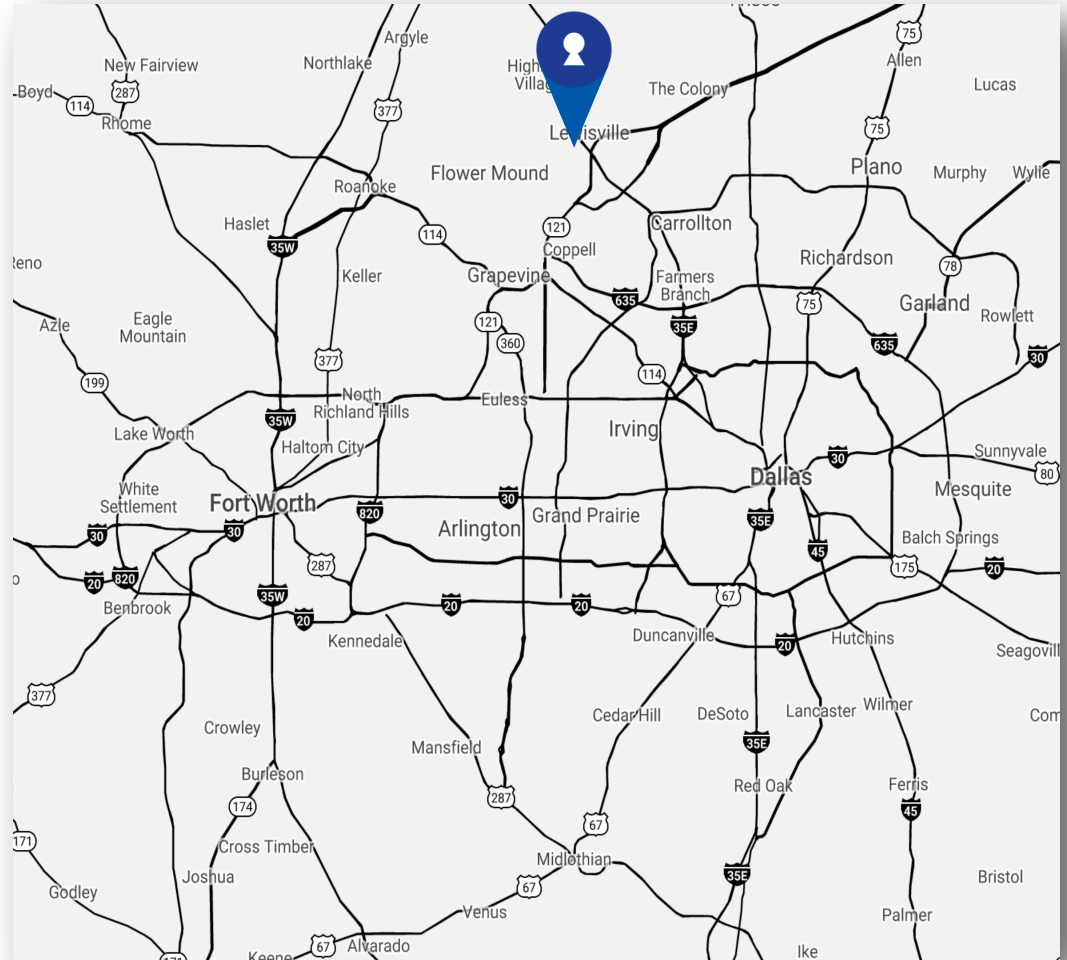 Argyle
75
New Fairview
Northlake
High
Village
Allen
Boyd
287
114
377
The Colony
Lucas
Rhome
Lewisville
75
Flower Mound
Plano
Murphy
Wylie
Roanoke
Haslet
35W
114
121
Carrollton
Coppell
Richardson
78
Keller
Grapevine
Farmers
Branch
635
75
Garland
Rowlett
Azle
Eagle
Mountain
121
360
35E
635
30
377
199
114
North
Richland Hills
Euless
35W
Lake Worth
Haltom City
Irving
30
Sunnyvale
80
Dallas
White
Settlement
Fort Worth
30
Mesquite
820
Arlington
Grand Prairie
35E
30
30
45
Balch Springs
287
175
20
20
820
35W
67
Benbrook
20
20
20
Kennedale
Duncanville
20
Hutchins
Seagovill
377
Crowley
Cedar Hill
DeSoto
Lancaster
Wilmer
Com
Mansfield
35E
Burleson
Red Oak
Ferris
174
287
45
67
171
Cross Timber
Midlothian
35E
Joshua
67
Godley
Bristol
Venus
Palmer
67
Alvarado
Keene
Ike